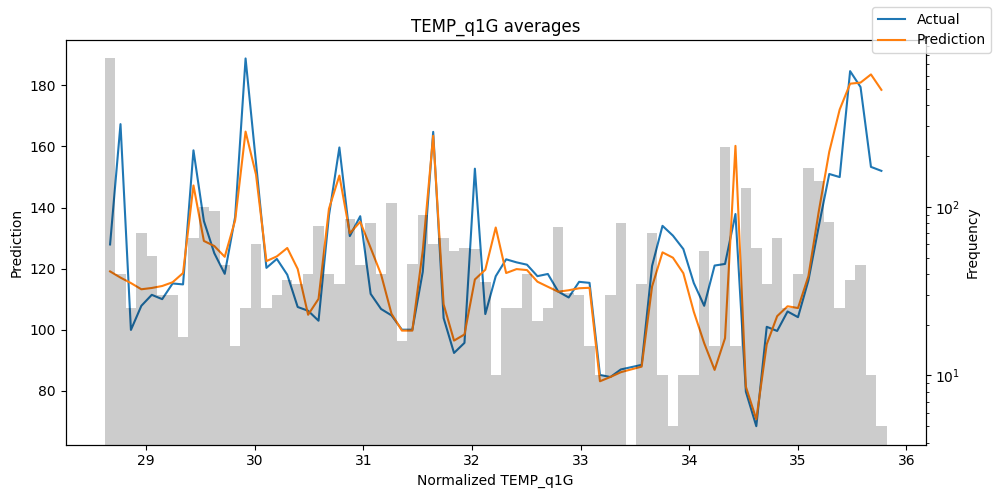 TEMP_q1G averages
Actual
Prediction
180
160
140
120
100
80
Prediction
10²
10¹
Frequency
29 30 31 32 33 34 35 36
Normalized TEMP_q1G